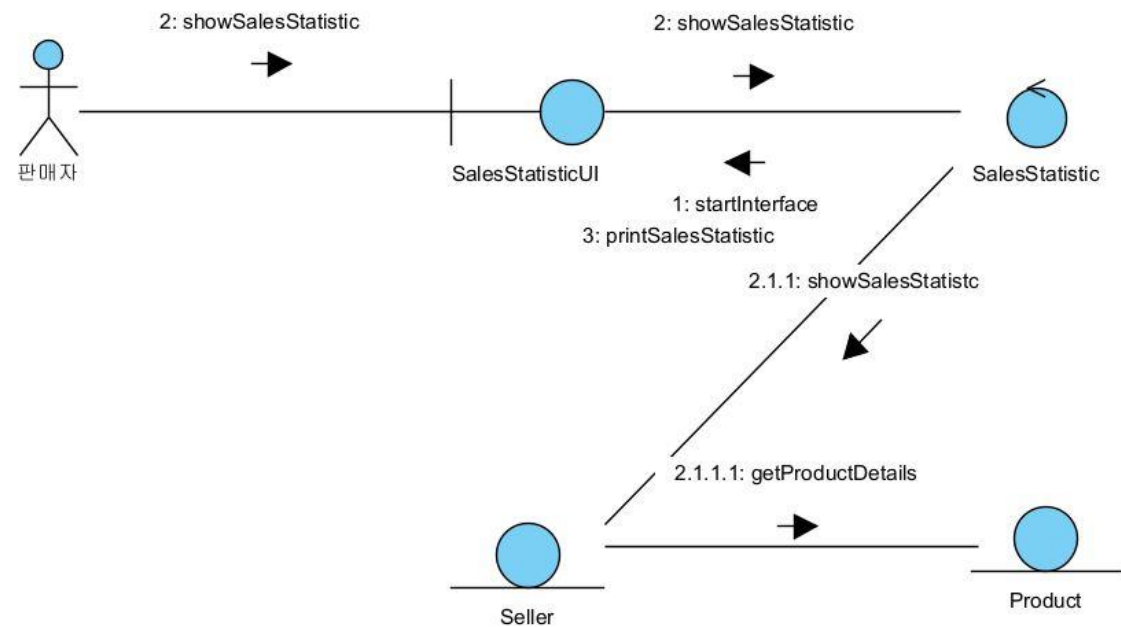 2: showSalesStatistic
2: showSalesStatistic
판매자
SalesStatisticUI
SalesStatistic
1: startInterface
3: printSalesStatistic
2.1.1: showSalesStatistc
2.1.1.1: getProductDetails
Seller
Product